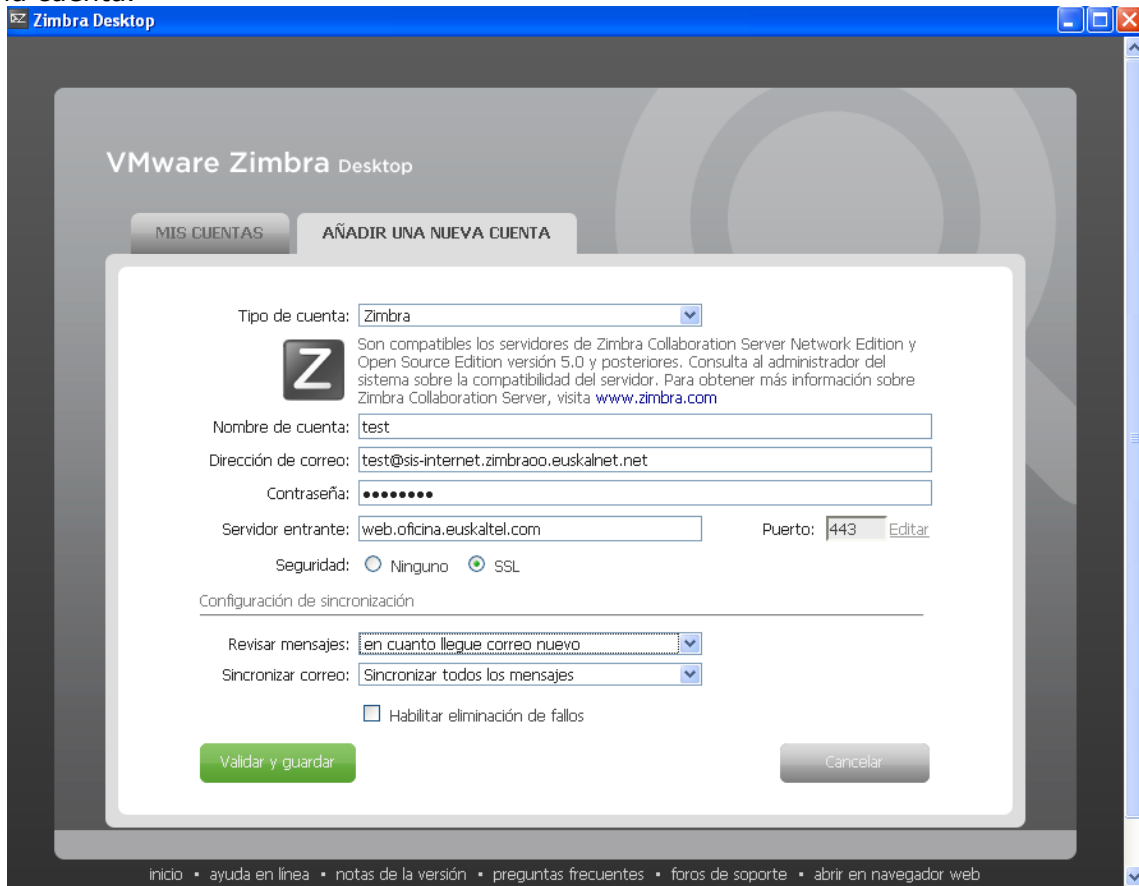 la cuenta.
Zimbra Desktop
VMware Zimbra Desktop
MIS CUENTAS
AÑADIR UNA NUEVA CUENTA
Tipo de cuenta: Zimbra
Z
Son compatibles los servidores de Zimbra Collaboration Server Network Edition y
Open Source Edition versión 5.0 y posteriores. Consulta al administrador del
sistema sobre la compatibilidad del servidor. Para obtener más información sobre
Zimbra Collaboration Server, visita www.zimbra.com
Nombre de cuenta: test
Dirección de correo: test@sis-internet.zimbraoo.euskalnet.net
Contraseña: ••••••••
Servidor entrante: web.oficina.euskaltel.com Puerto: 443 Editar
Seguridad: Ninguno SSL
Configuración de sincronización
Revisar mensajes: en cuanto llegue correo nuevo
Sincronizar correo: Sincronizar todos los mensajes
Habilitar eliminación de fallos
Validar y guardar Cancelar
inicio ▪ ayuda en línea ▪ notas de la versión ▪ preguntas frecuentes ▪ foros de soporte ▪ abrir en navegador web